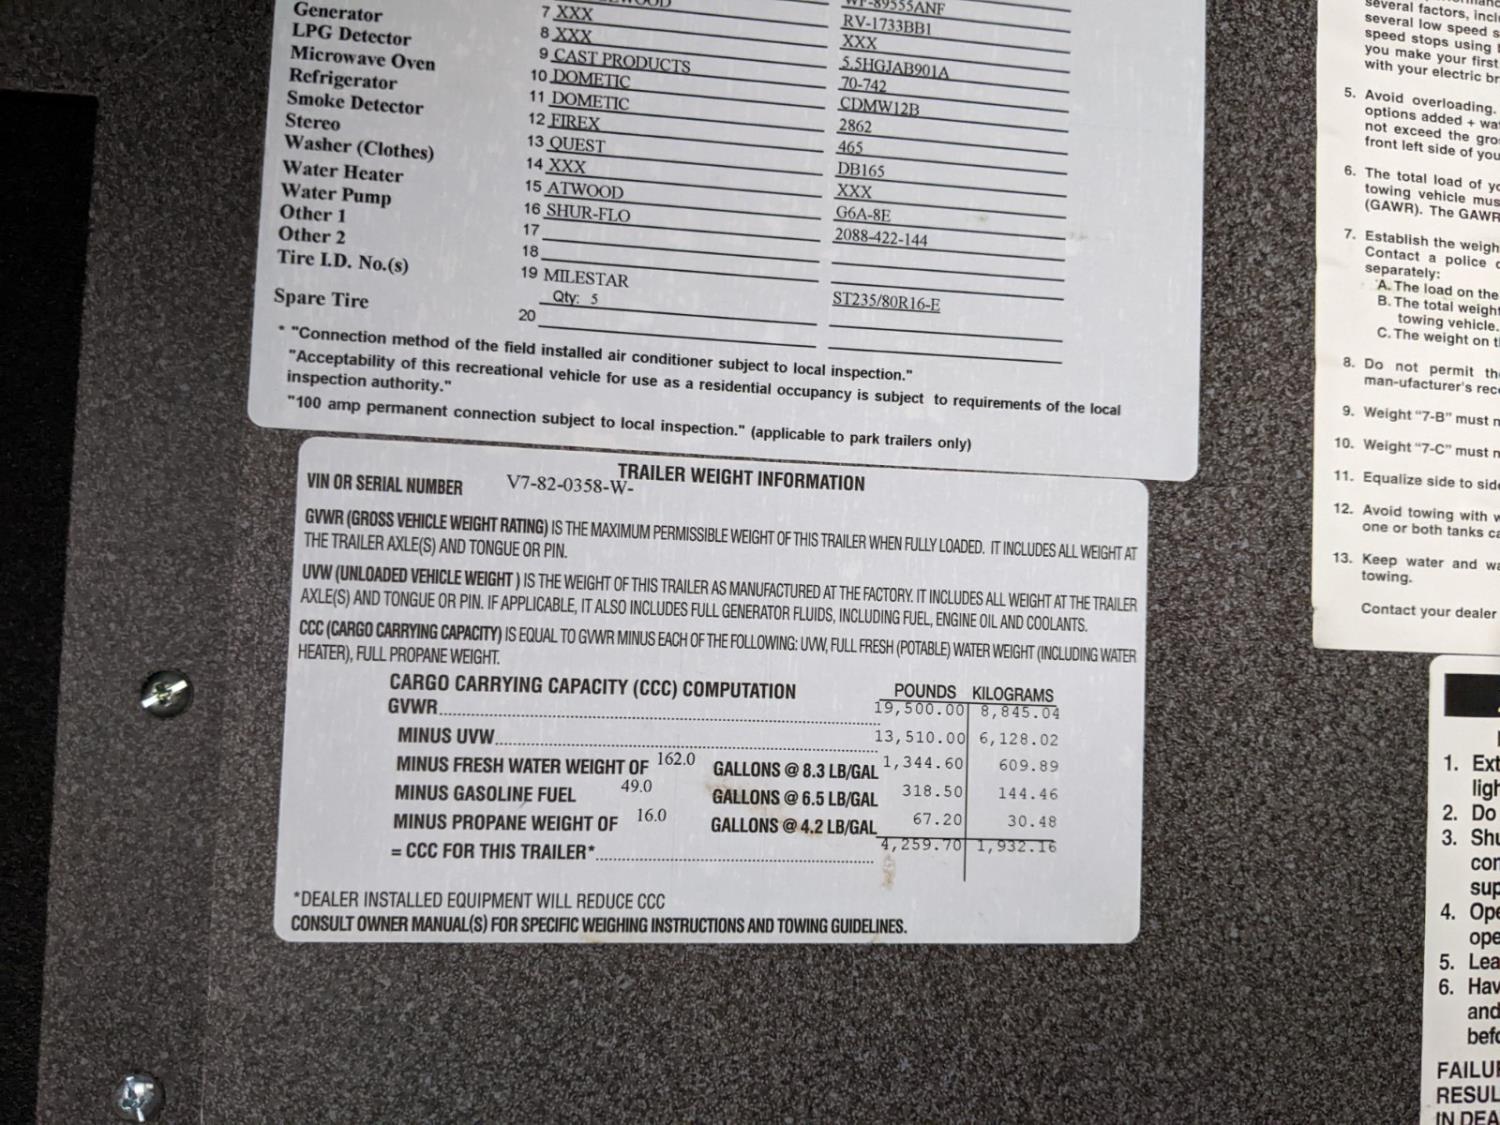 WF-89555ANF
Generator 7 XXX RV-1733BB1
LPG Detector 8 XXX XXX
Microwave Oven 9 CAST PRODUCTS 5.5HGJAB901A
Refrigerator 10 DOMETIC 70-742
Smoke Detector 11 DOMETIC CDMW12B
Stereo 12 FIREX 2862
Washer (Clothes) 13 QUEST 465
Water Heater 14 XXX DB165
Water Pump 15 ATWOOD XXX
Other 1 16 SHUR-FLO G6A-8E
Other 2 17 2088-422-144
Tire I.D. No.(s) 18
19 MILESTAR
Spare Tire Qty: 5 ST235/80R16-E
20
* "Connection method of the field installed air conditioner subject to local inspection."
"Acceptability of this recreational vehicle for use as a residential occupancy is subject to requirements of the local
inspection authority."
"100 amp permanent connection subject to local inspection." (applicable to park trailers only)
TRAILER WEIGHT INFORMATION
VIN OR SERIAL NUMBER V7-82-0358-W-
GVWR (GROSS VEHICLE WEIGHT RATING) IS THE MAXIMUM PERMISSIBLE WEIGHT OF THIS TRAILER WHEN FULLY LOADED. IT INCLUDES ALL WEIGHT AT
THE TRAILER AXLE(S) AND TONGUE OR PIN.
UVW (UNLOADED VEHICLE WEIGHT ) IS THE WEIGHT OF THIS TRAILER AS MANUFACTURED AT THE FACTORY. IT INCLUDES ALL WEIGHT AT THE TRAILER
AXLE(S) AND TONGUE OR PIN. IF APPLICABLE, IT ALSO INCLUDES FULL GENERATOR FLUIDS, INCLUDING FUEL, ENGINE OIL AND COOLANTS.
CCC (CARGO CARRYING CAPACITY) IS EQUAL TO GVWR MINUS EACH OF THE FOLLOWING: UVW, FULL FRESH (POTABLE) WATER WEIGHT (INCLUDING WATER
HEATER), FULL PROPANE WEIGHT.
CARGO CARRYING CAPACITY (CCC) COMPUTATION POUNDS KILOGRAMS
GVWR 19,500.00 8,845.04
MINUS UVW 13,510.00 6,128.02
MINUS FRESH WATER WEIGHT OF 162.0 GALLONS @ 8.3 LB/GAL 1,344.60 609.89
MINUS GASOLINE FUEL 49.0 GALLONS @ 6.5 LB/GAL 318.50 144.46
MINUS PROPANE WEIGHT OF 16.0 GALLONS @ 4.2 LB/GAL 67.20 30.48
= CCC FOR THIS TRAILER* 4,259.70 1,932.16
*DEALER INSTALLED EQUIPMENT WILL REDUCE CCC
CONSULT OWNER MANUAL(S) FOR SPECIFIC WEIGHING INSTRUCTIONS AND TOWING GUIDELINES.
several factors,
several low speed
speed stops using
you make your first
with your electric
5. Avoid overloading.
options added +
not exceed the
front left side of
6. The total load of
towing vehicle
(GAWR). The GAWR
7. Establish the
Contact a police
separately:
A. The load on the
B. The total
towing vehicle.
C. The weight on
8. Do not permit
man-ufacturer's
9. Weight "7-B" must
10. Weight "7-C" must
11. Equalize side to
12. Avoid towing with
one or both tanks
13. Keep water and
towing.
Contact your dealer
1.
2. Do
3.
4.
5.
6.
and
IN